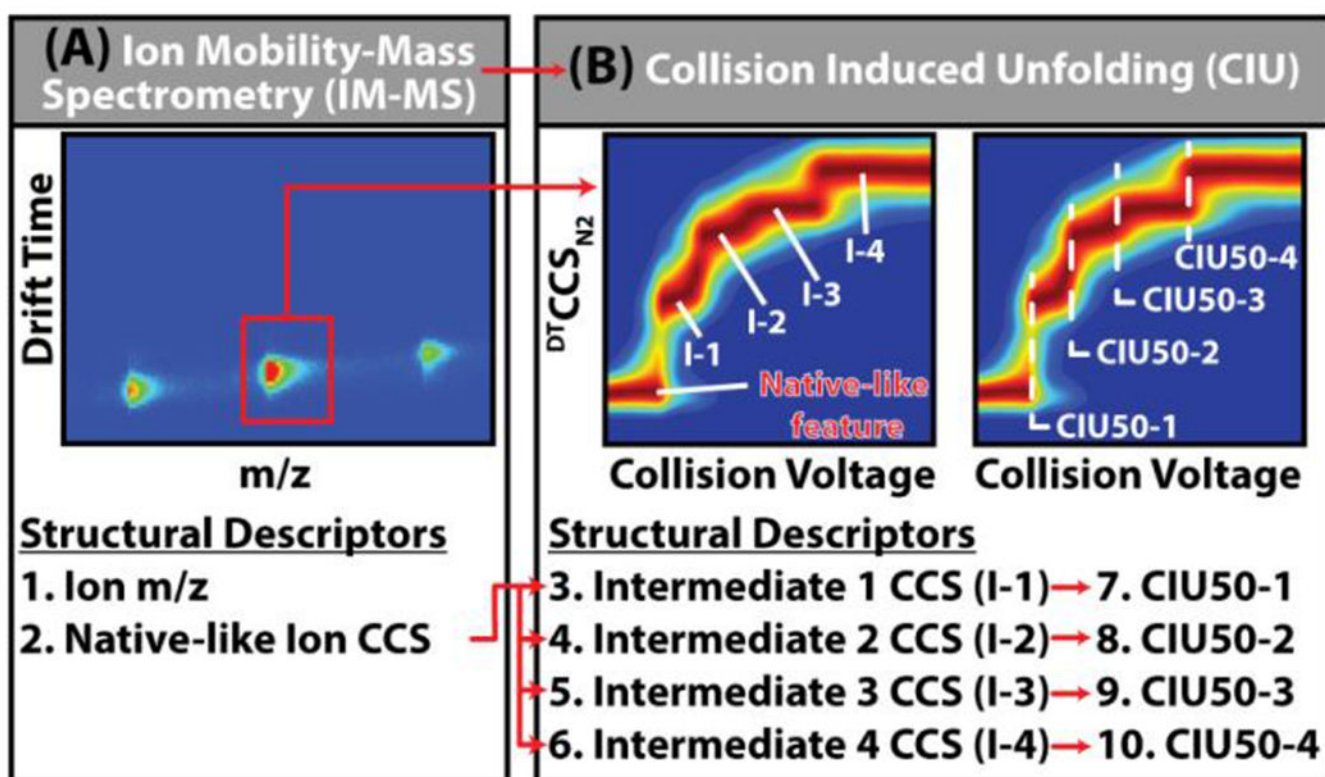 (A) Ion Mobility-Mass
Spectrometry (IM-MS)
Drift Time
m/z
Structural Descriptors
1. Ion m/z
2. Native-like Ion CCS
(B) Collision Induced Unfolding (CIU)
DTCCSN2
I-1
I-2
I-3
I-4
Native-like
feature
Collision Voltage
CIU50-4
CIU50-3
CIU50-2
CIU50-1
Collision Voltage
Structural Descriptors
3. Intermediate 1 CCS (I-1) → 7. CIU50-1
4. Intermediate 2 CCS (I-2) → 8. CIU50-2
5. Intermediate 3 CCS (I-3) → 9. CIU50-3
6. Intermediate 4 CCS (I-4) → 10. CIU50-4